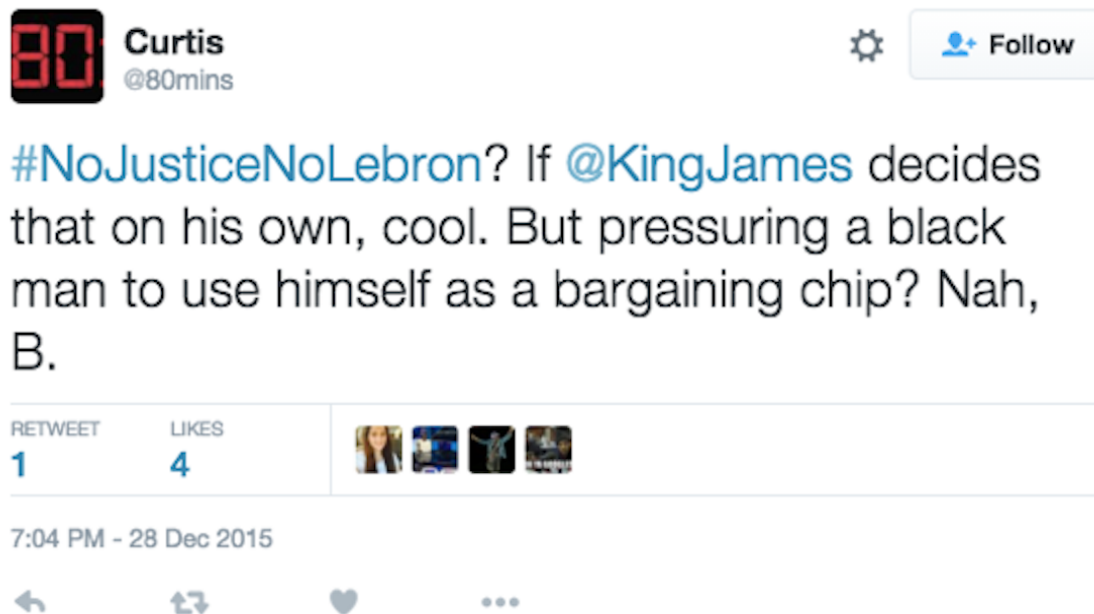 80
Curtis
@80mins
Follow
#NoJusticeNoLebron? If @KingJames decides
that on his own, cool. But pressuring a black
man to use himself as a bargaining chip? Nah,
B.
RETWEET LIKES
1 4
7:04 PM - 28 Dec 2015